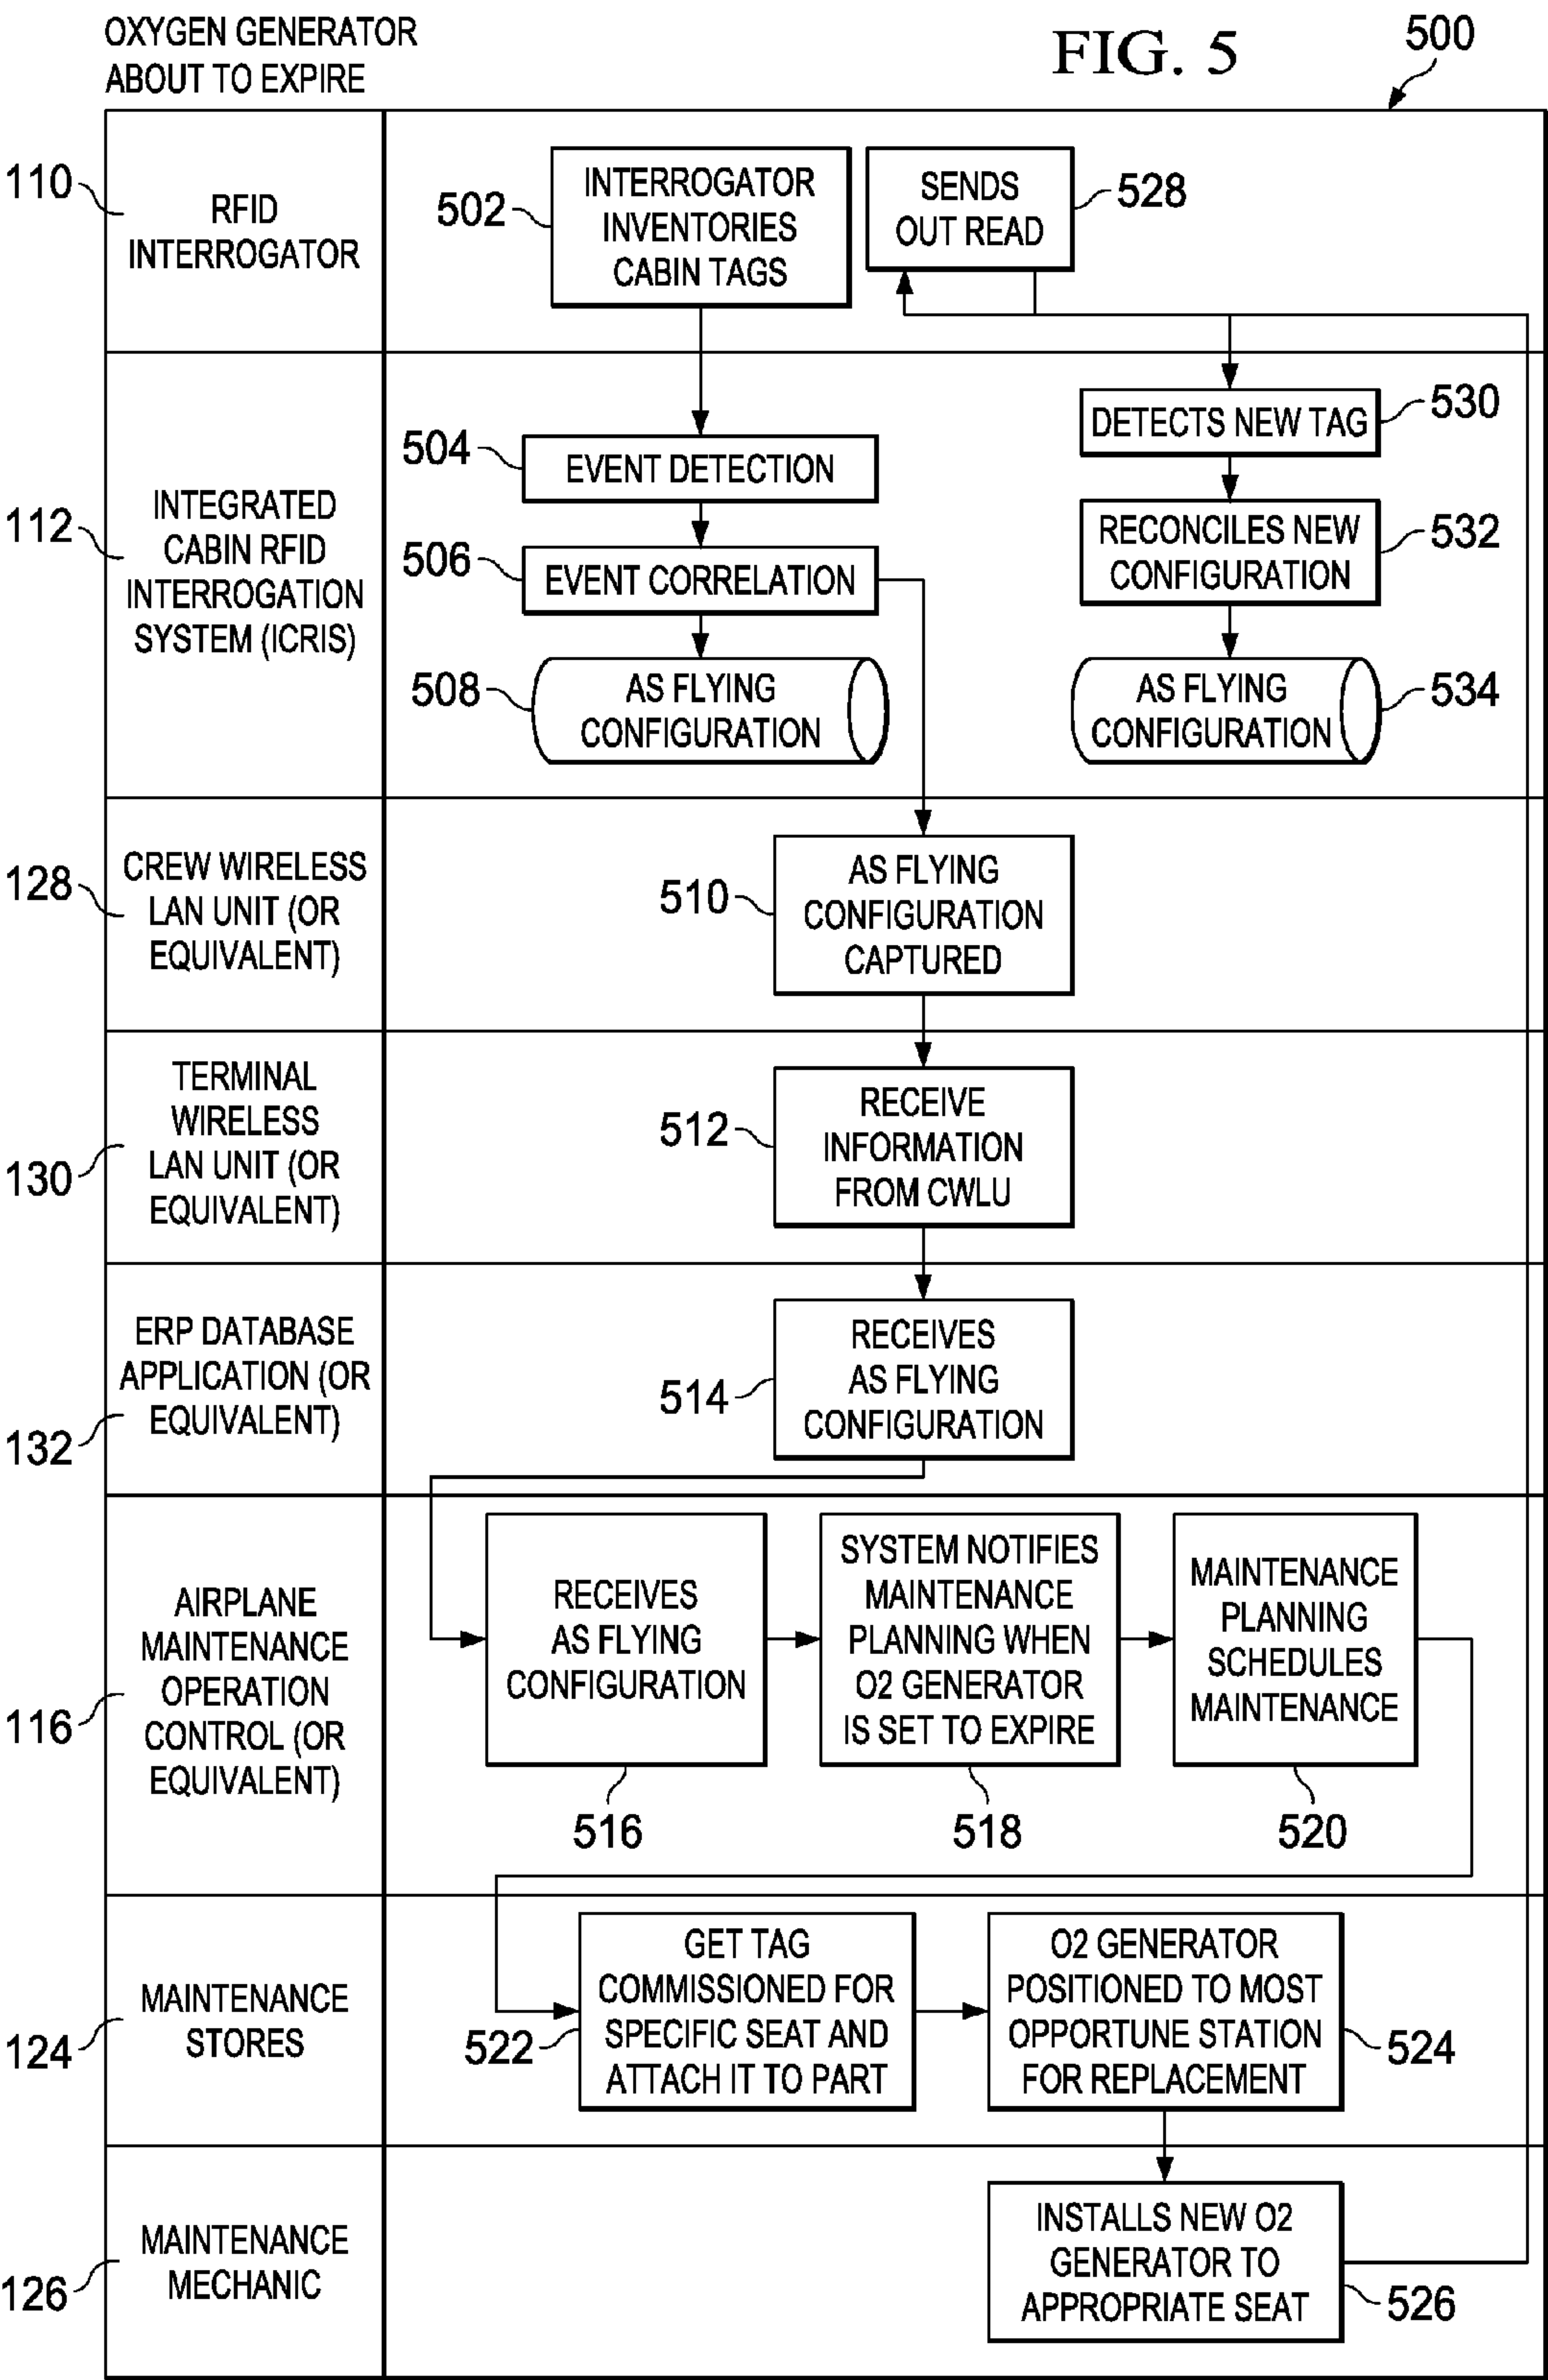 OXYGEN GENERATOR
ABOUT TO EXPIRE
FIG. 5
500
110
RFID
INTERROGATOR
502
INTERROGATOR
INVENTORIES
CABIN TAGS
SENDS
OUT READ
528
112
INTEGRATED
CABIN RFID
INTERROGATION
SYSTEM (ICRIS)
504
EVENT DETECTION
506
EVENT CORRELATION
508
AS FLYING
CONFIGURATION
DETECTS NEW TAG
530
RECONCILES NEW
CONFIGURATION
532
AS FLYING
CONFIGURATION
534
128
CREW WIRELESS
LAN UNIT (OR
EQUIVALENT)
510
AS FLYING
CONFIGURATION
CAPTURED
130
TERMINAL
WIRELESS
LAN UNIT (OR
EQUIVALENT)
512
RECEIVE
INFORMATION
FROM CWLU
132
ERP DATABASE
APPLICATION (OR
EQUIVALENT)
514
RECEIVES
AS FLYING
CONFIGURATION
116
AIRPLANE
MAINTENANCE
OPERATION
CONTROL (OR
EQUIVALENT)
RECEIVES
AS FLYING
CONFIGURATION
516
SYSTEM NOTIFIES
MAINTENANCE
PLANNING WHEN
O2 GENERATOR
IS SET TO EXPIRE
518
MAINTENANCE
PLANNING
SCHEDULES
MAINTENANCE
520
124
MAINTENANCE
STORES
522
GET TAG
COMMISSIONED FOR
SPECIFIC SEAT AND
ATTACH IT TO PART
O2 GENERATOR
POSITIONED TO MOST
OPPORTUNE STATION
FOR REPLACEMENT
524
126
MAINTENANCE
MECHANIC
INSTALLS NEW O2
GENERATOR TO
APPROPRIATE SEAT
526